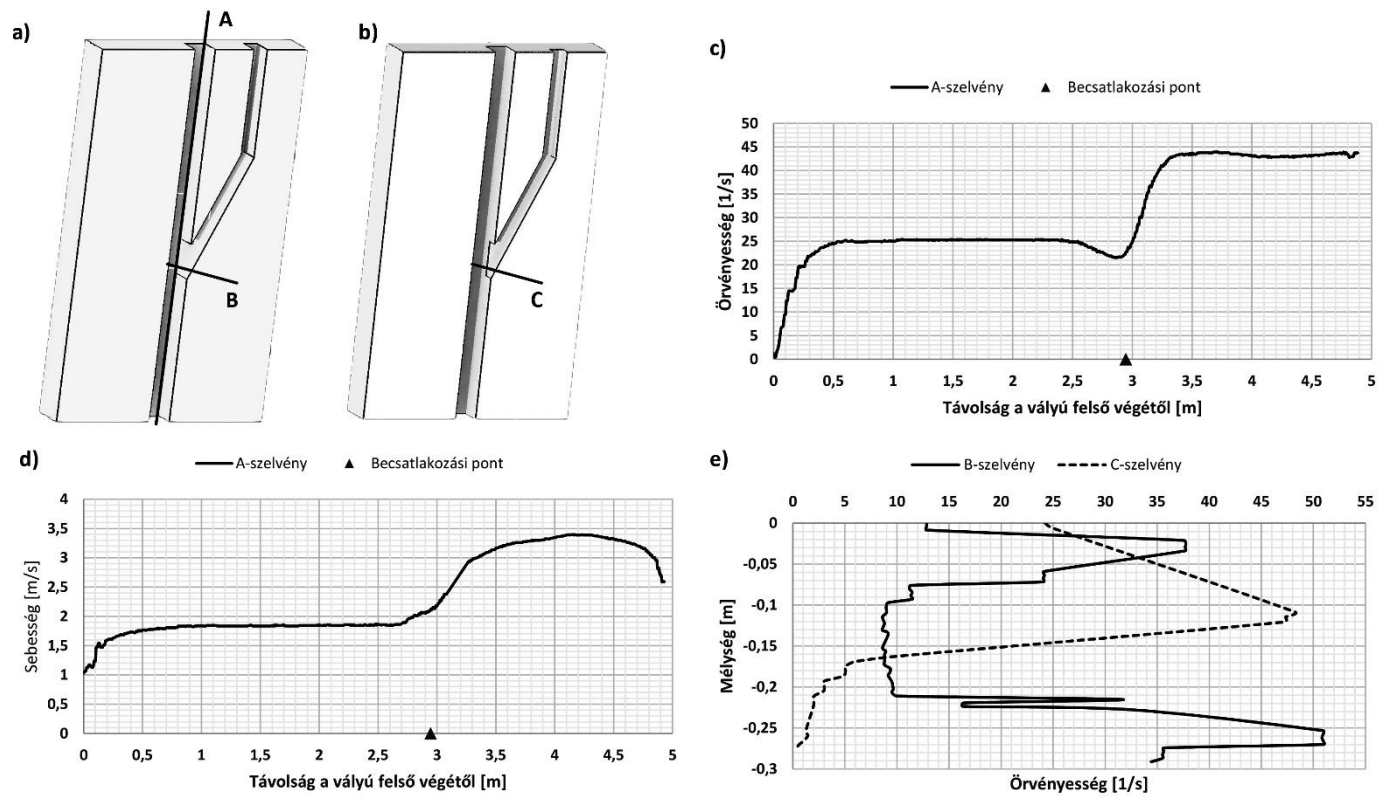 a)
A
B
b)
C
c)
A-szelvény Becsatlakozási pont
Örvényesség [1/s]
50
45
40
35
30
25
20
15
10
5
0
0 0,5 1 1,5 2 2,5 3 3,5 4 4,5 5
Távolság a vályú felső végétől [m]
d)
A-szelvény Becsatlakozási pont
Sebesség [m/s]
4
3,5
3
2,5
2
1,5
1
0,5
0
0 0,5 1 1,5 2 2,5 3 3,5 4 4,5 5
Távolság a vályú felső végétől [m]
e)
B-szelvény C-szelvény
0 5 10 15 20 25 30 35 40 45 50 55
Mélység [m]
0
-0,05
-0,1
-0,15
-0,2
-0,25
-0,3
Örvényesség [1/s]